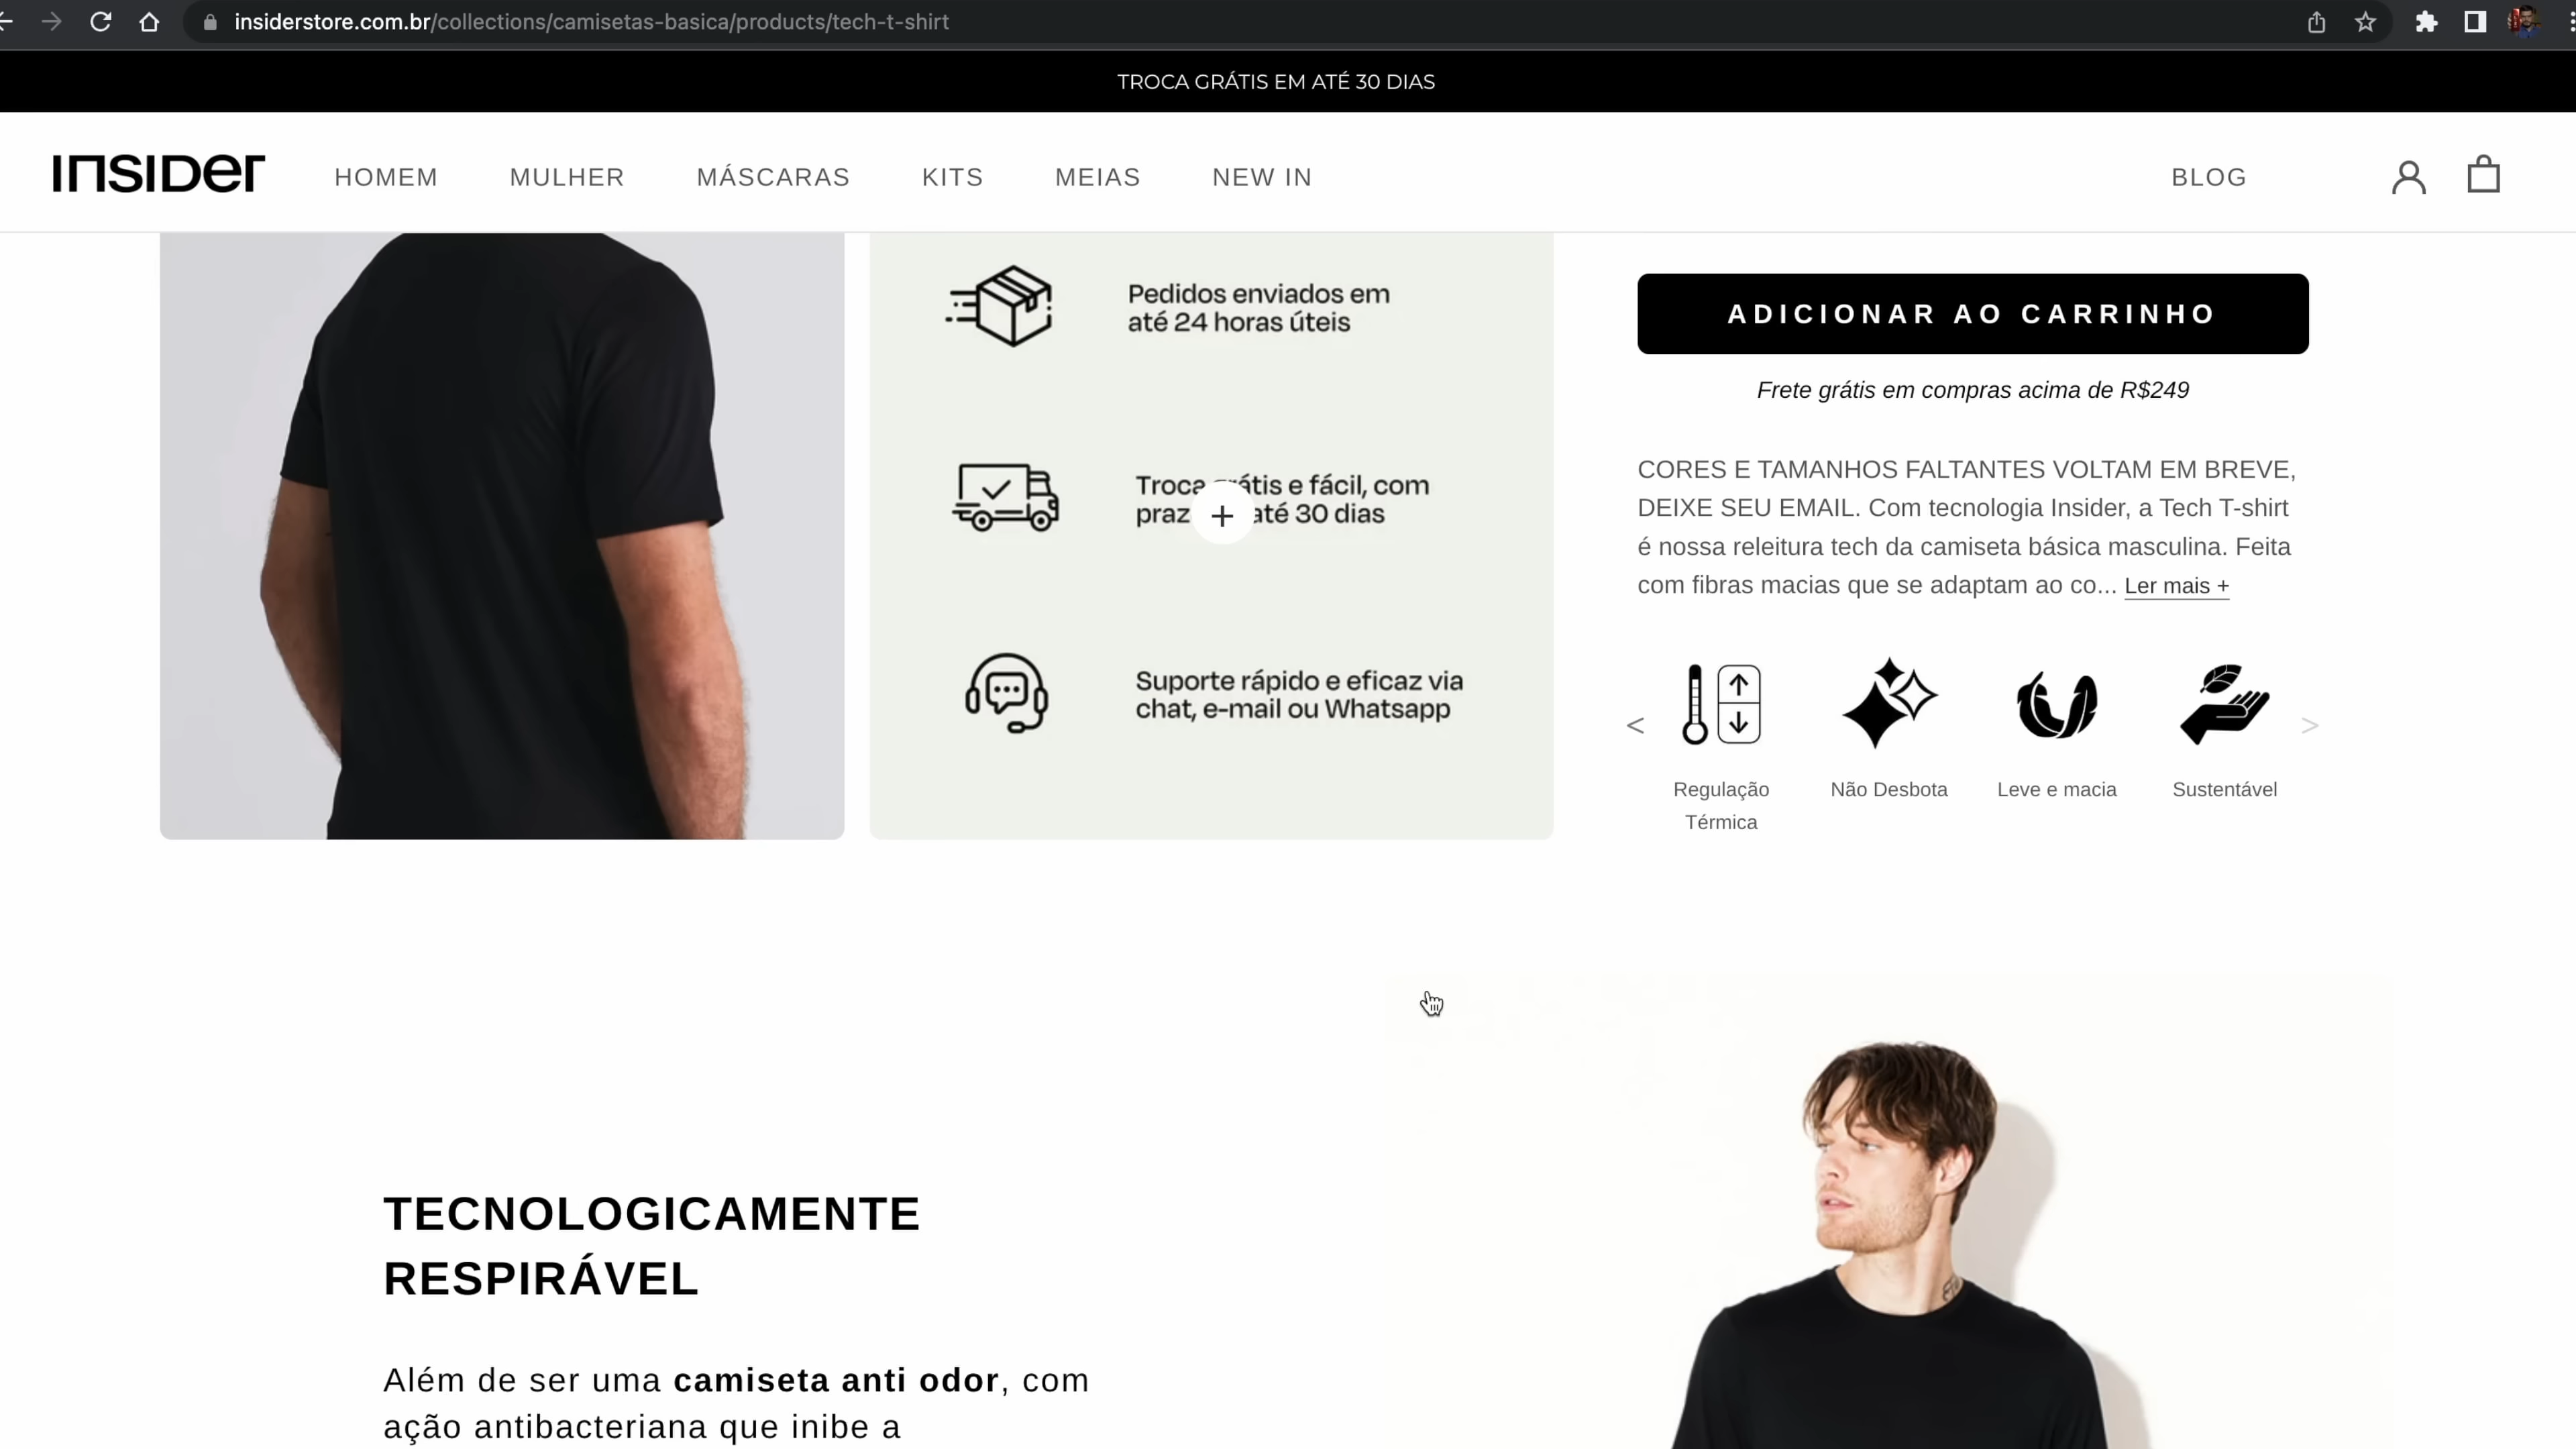 insiderstore.com.br/collections/camisetas-basica/products/tech-t-shirt
TROCA GRÁTIS EM ATÉ 30 DIAS
INSIDER
HOMEM MULHER MÁSCARAS KITS MEIAS NEW IN BLOG
Pedidos enviados em
até 24 horas úteis
Troca grátis e fácil, com
praz + até 30 dias
Suporte rápido e eficaz via
chat, e-mail ou Whatsapp
ADICIONAR AO CARRINHO
Frete grátis em compras acima de R$249
CORES E TAMANHOS FALTANTES VOLTAM EM BREVE,
DEIXE SEU EMAIL. Com tecnologia Insider, a Tech T-shirt
é nossa releitura tech da camiseta básica masculina. Feita
com fibras macias que se adaptam ao co... Ler mais +
< >
Regulação
Térmica
Não Desbota
Leve e macia
Sustentável
TECNOLOGICAMENTE
RESPIRÁVEL
Além de ser uma camiseta anti odor, com
ação antibacteriana que inibe a